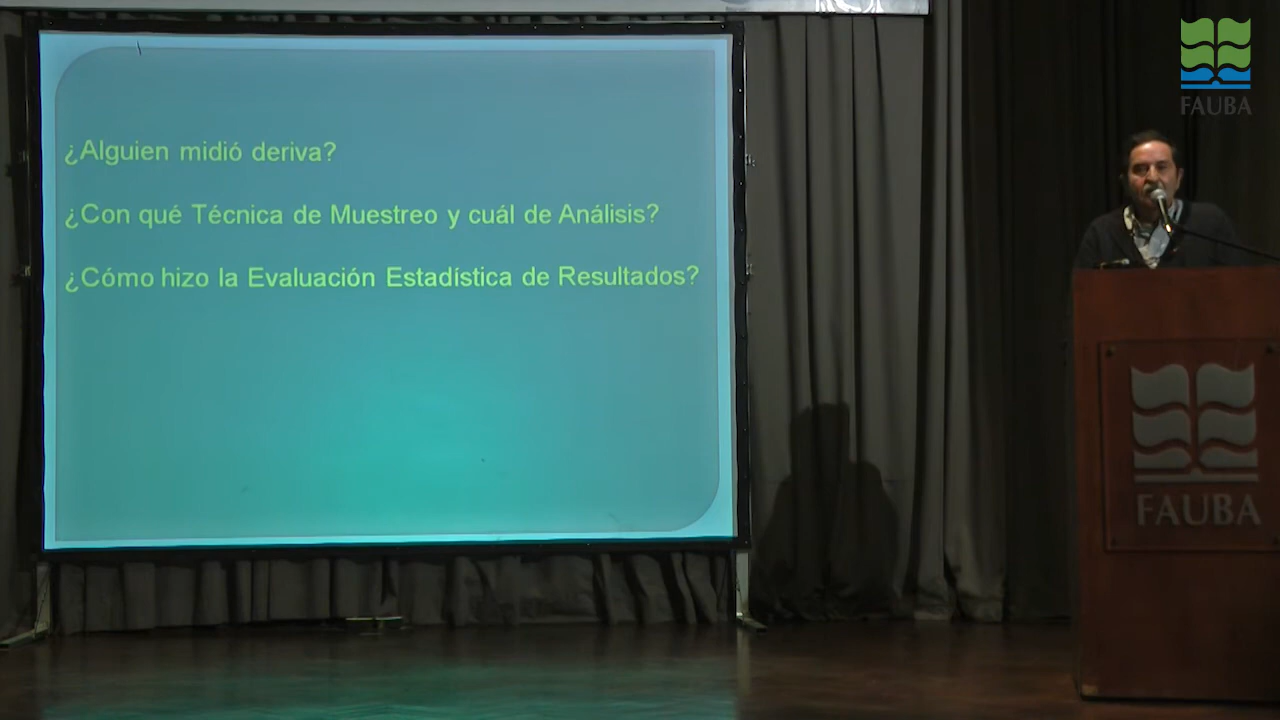 ¿Alguien midió deriva?
¿Con qué Técnica de Muestreo y cuál de Análisis?
¿Cómo hizo la Evaluación Estadística de Resultados?
FAUBA
FAUBA